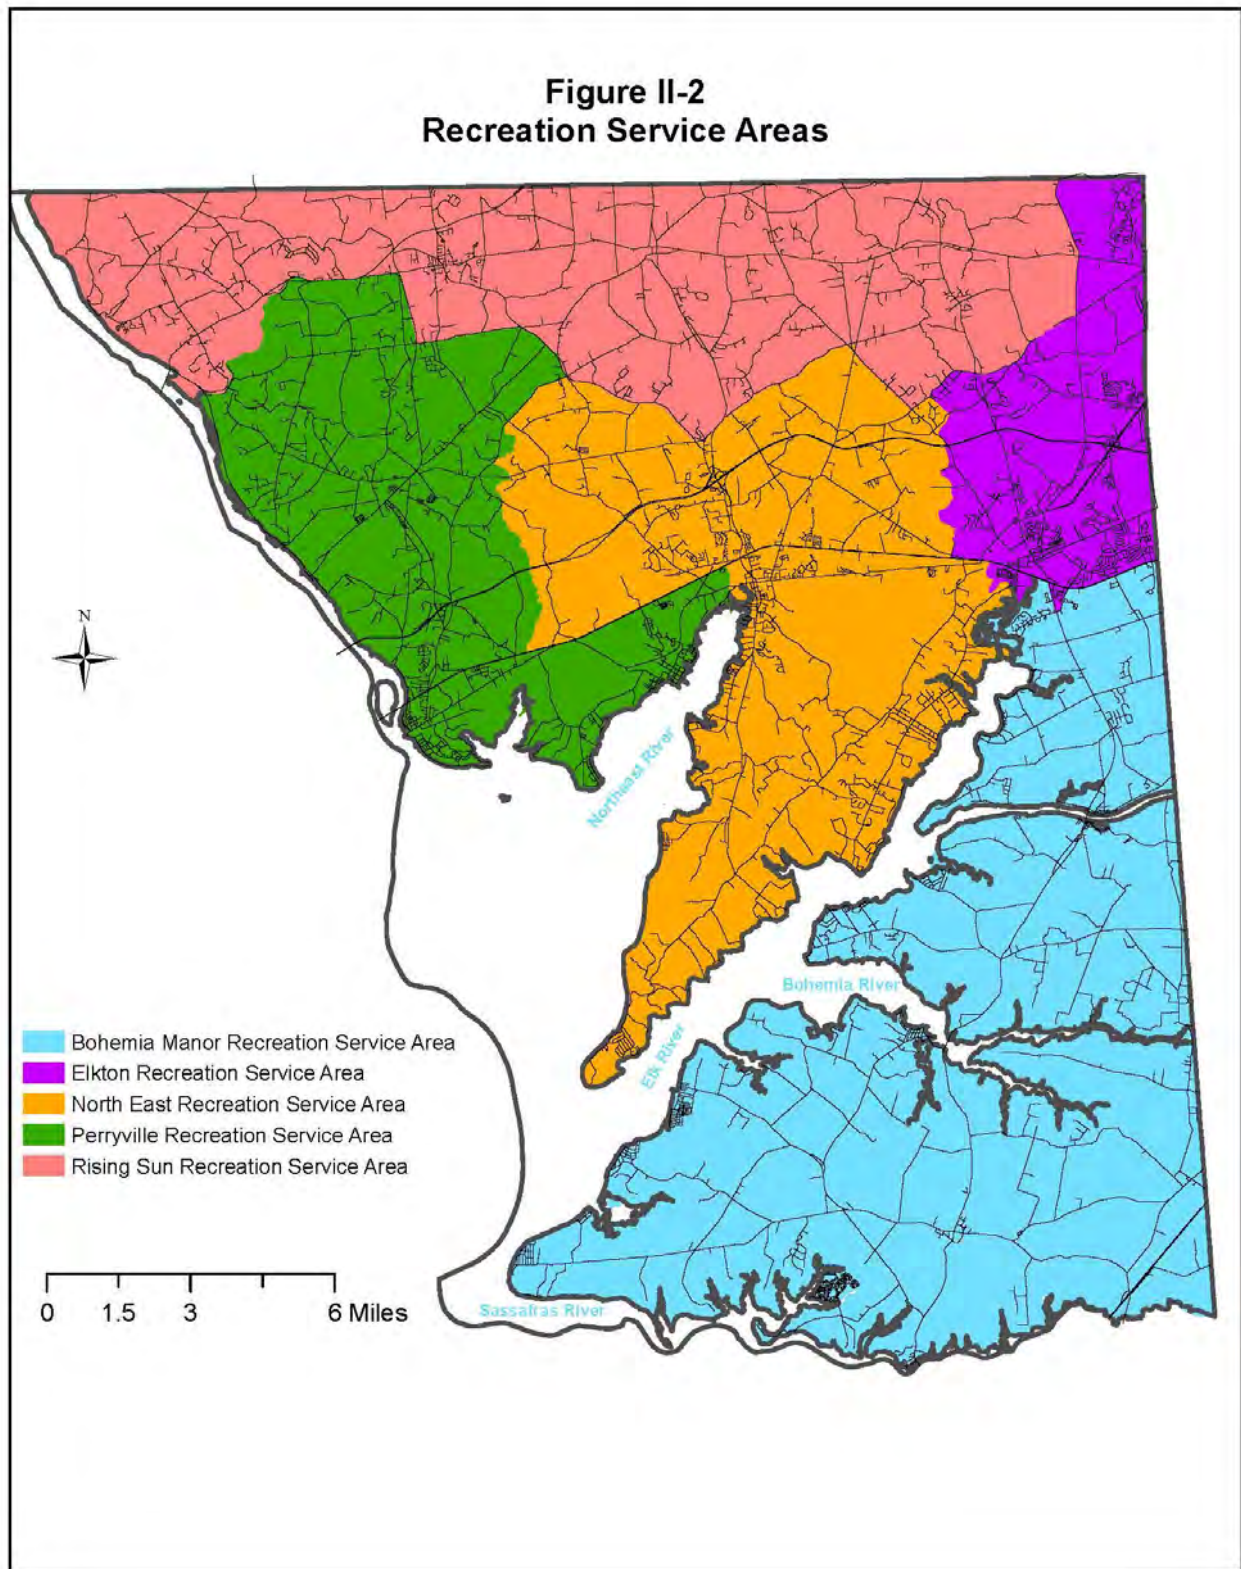 Figure II-2
Recreation Service Areas
N
Northeast River
Bohemia River
Elk River
Bohemia Manor Recreation Service Area
Elkton Recreation Service Area
North East Recreation Service Area
Perryville Recreation Service Area
Rising Sun Recreation Service Area
0 1.5 3 6 Miles
Sassafras River